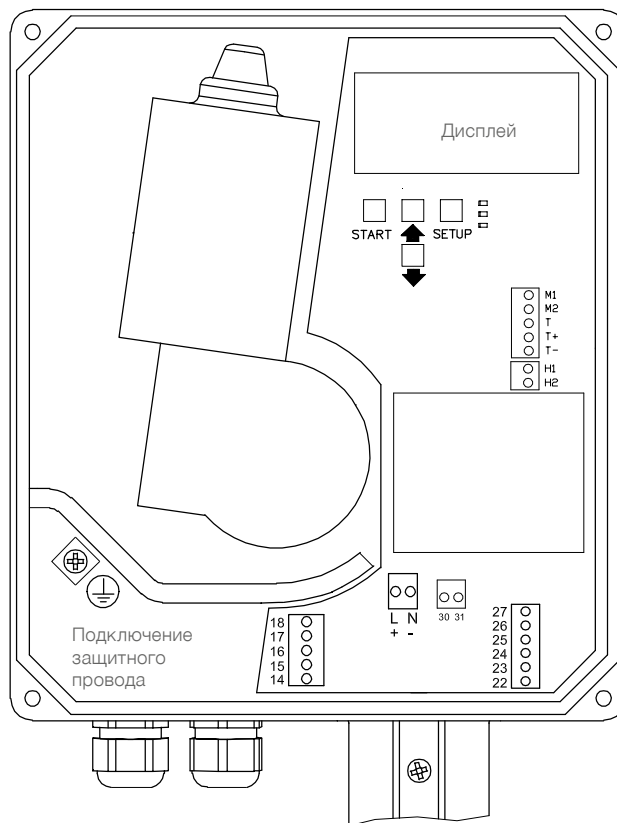 Дисплей
START
SETUP
M1
M2
T
T+
T-
H1
H2
L N
+ -
30 31
18
17
16
15
14
27
26
25
24
23
22
Подключение
защитного
провода